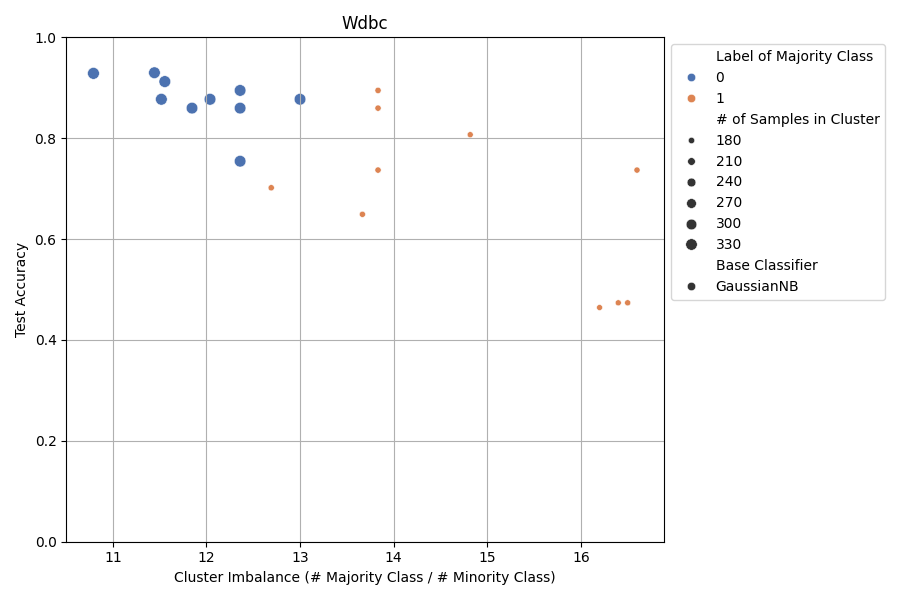 Wdbc
1.0
0.8
0.6
0.4
0.2
0.0
Test Accuracy
11 12 13 14 15 16
Cluster Imbalance (# Majority Class / # Minority Class)
Label of Majority Class
0
1
# of Samples in Cluster
180
210
240
270
300
330
Base Classifier
GaussianNB